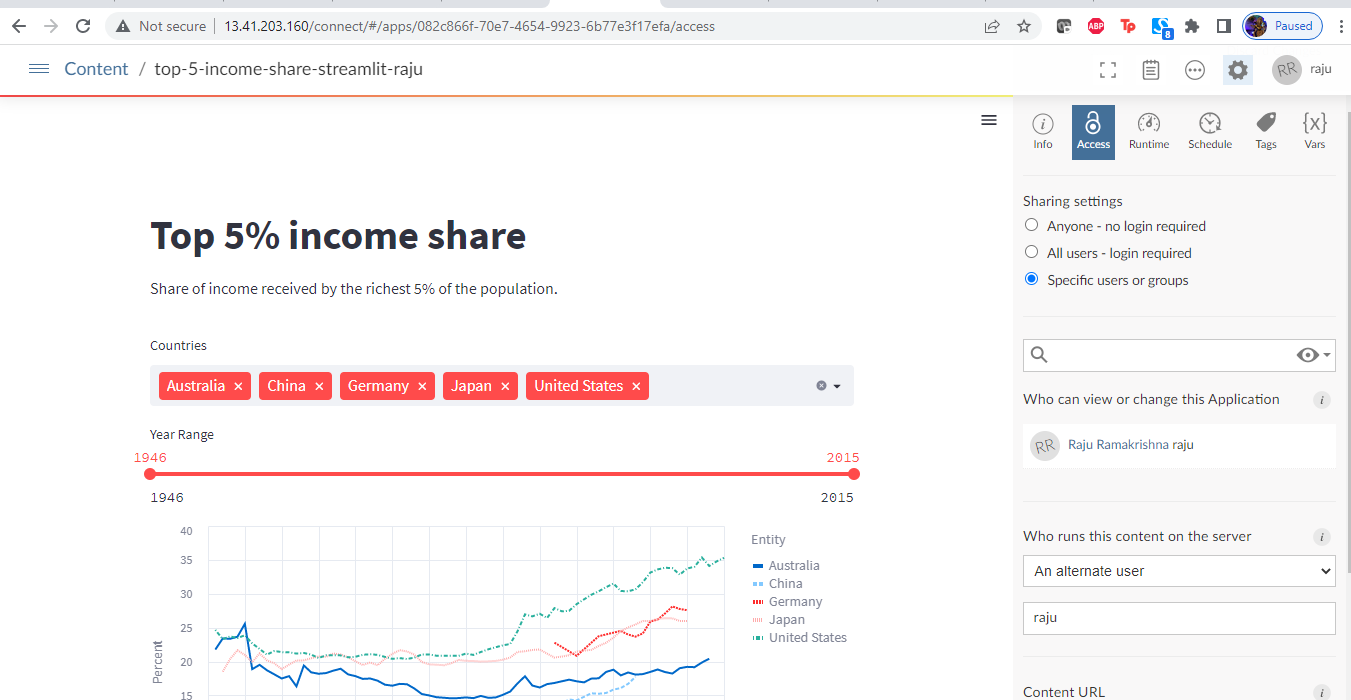 Not secure
13.41.203.160/connect/#/apps/082c866f-70e7-4654-9923-6b77e3f17efa/access
ABP
Tp
8
Paused
Content / top-5-income-share-streamlit-raju
RR raju
Info
Access
Runtime
Schedule
Tags
{X}
Vars
Top 5% income share
Share of income received by the richest 5% of the population.
Countries
Australia × China × Germany × Japan × United States ×
Year Range
1946 2015
1946 2015
40
35
30
25
20
15
Percent
Entity
Australia
China
Germany
Japan
United States
Sharing settings
Anyone - no login required
All users - login required
Specific users or groups
Who can view or change this Application i
RR Raju Ramakrishna raju
Who runs this content on the server i
An alternate user
raju
Content URL i